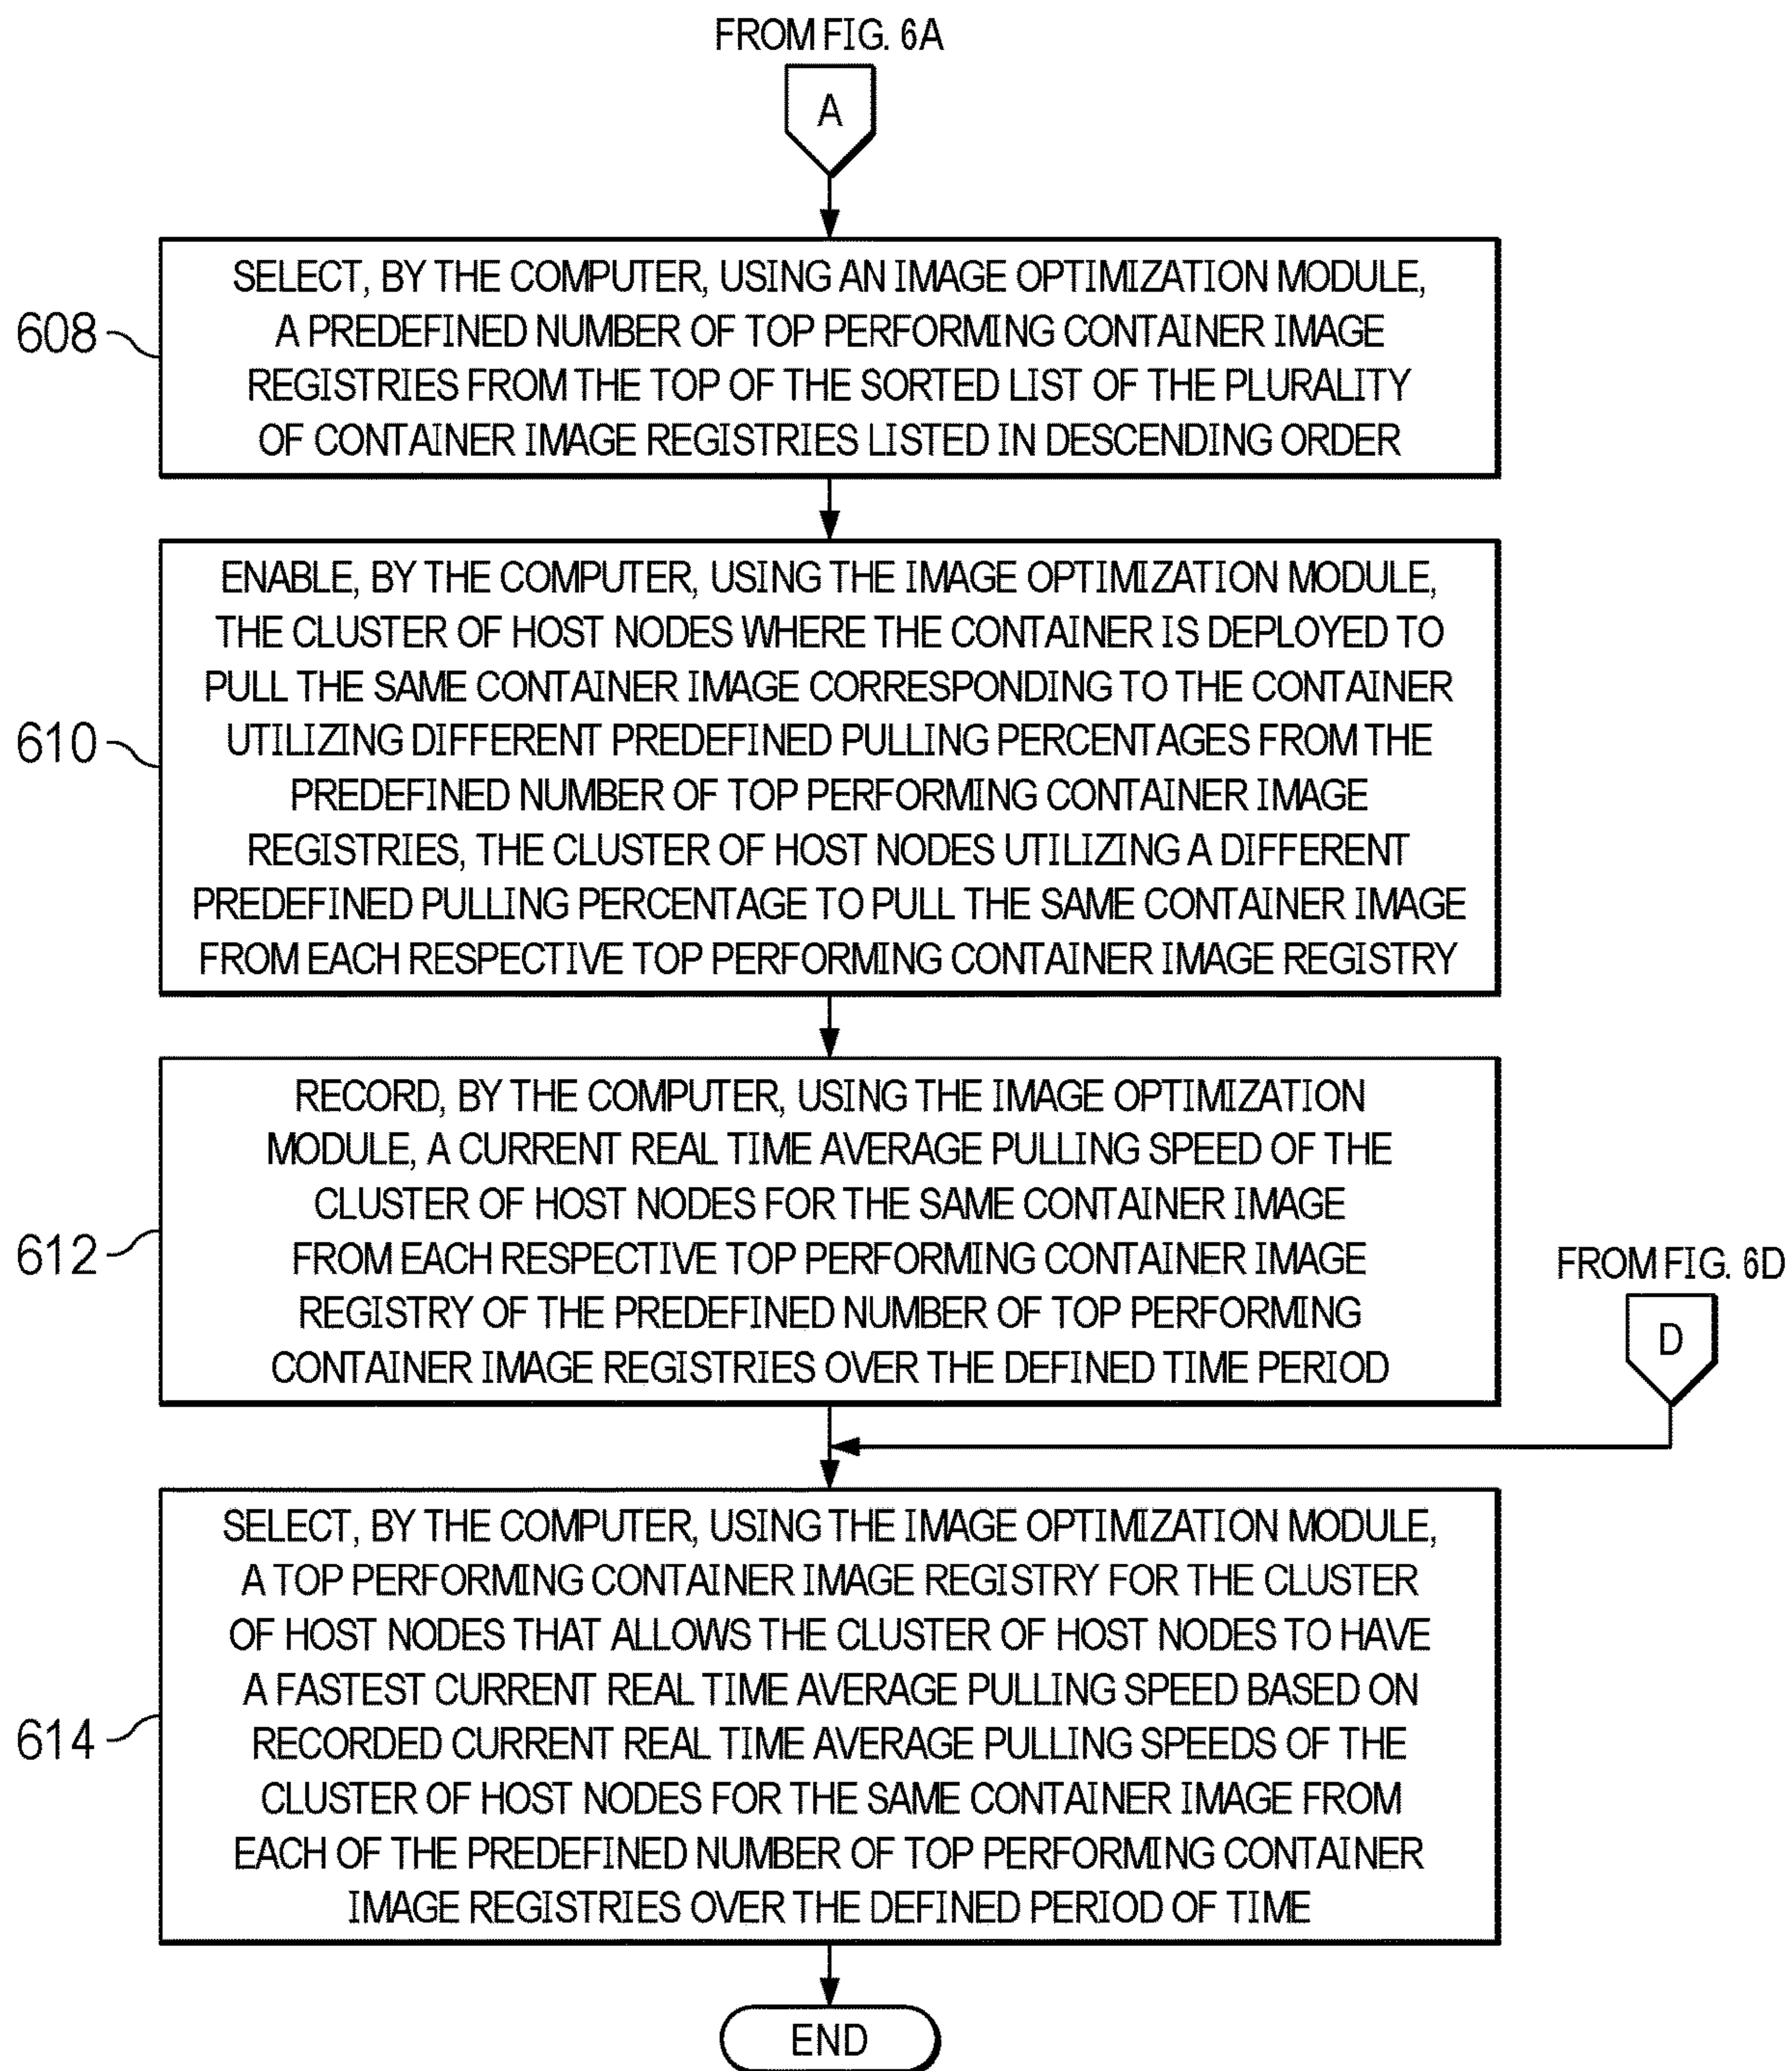 FROM FIG. 6A
A
608
SELECT, BY THE COMPUTER, USING AN IMAGE OPTIMIZATION MODULE,
A PREDEFINED NUMBER OF TOP PERFORMING CONTAINER IMAGE
REGISTRIES FROM THE TOP OF THE SORTED LIST OF THE PLURALITY
OF CONTAINER IMAGE REGISTRIES LISTED IN DESCENDING ORDER
610
ENABLE, BY THE COMPUTER, USING THE IMAGE OPTIMIZATION MODULE,
THE CLUSTER OF HOST NODES WHERE THE CONTAINER IS DEPLOYED TO
PULL THE SAME CONTAINER IMAGE CORRESPONDING TO THE CONTAINER
UTILIZING DIFFERENT PREDEFINED PULLING PERCENTAGES FROM THE
PREDEFINED NUMBER OF TOP PERFORMING CONTAINER IMAGE
REGISTRIES, THE CLUSTER OF HOST NODES UTILIZING A DIFFERENT
PREDEFINED PULLING PERCENTAGE TO PULL THE SAME CONTAINER IMAGE
FROM EACH RESPECTIVE TOP PERFORMING CONTAINER IMAGE REGISTRY
612
RECORD, BY THE COMPUTER, USING THE IMAGE OPTIMIZATION
MODULE, A CURRENT REAL TIME AVERAGE PULLING SPEED OF THE
CLUSTER OF HOST NODES FOR THE SAME CONTAINER IMAGE
FROM EACH RESPECTIVE TOP PERFORMING CONTAINER IMAGE
REGISTRY OF THE PREDEFINED NUMBER OF TOP PERFORMING
CONTAINER IMAGE REGISTRIES OVER THE DEFINED TIME PERIOD
FROM FIG. 6D
D
614
SELECT, BY THE COMPUTER, USING THE IMAGE OPTIMIZATION MODULE,
A TOP PERFORMING CONTAINER IMAGE REGISTRY FOR THE CLUSTER
OF HOST NODES THAT ALLOWS THE CLUSTER OF HOST NODES TO HAVE
A FASTEST CURRENT REAL TIME AVERAGE PULLING SPEED BASED ON
RECORDED CURRENT REAL TIME AVERAGE PULLING SPEEDS OF THE
CLUSTER OF HOST NODES FOR THE SAME CONTAINER IMAGE FROM
EACH OF THE PREDEFINED NUMBER OF TOP PERFORMING CONTAINER
IMAGE REGISTRIES OVER THE DEFINED PERIOD OF TIME
END